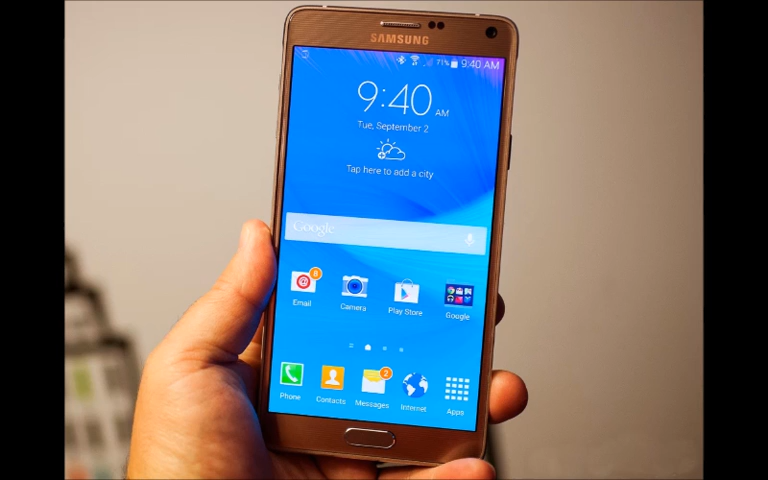 SAMSUNG
71% 9:40 AM
9:40 AM
Tue, September 2
Tap here to add a city
Google
8
Email
Camera
Play Store
Google
2
Phone
Contacts
Messages
Internet
Apps